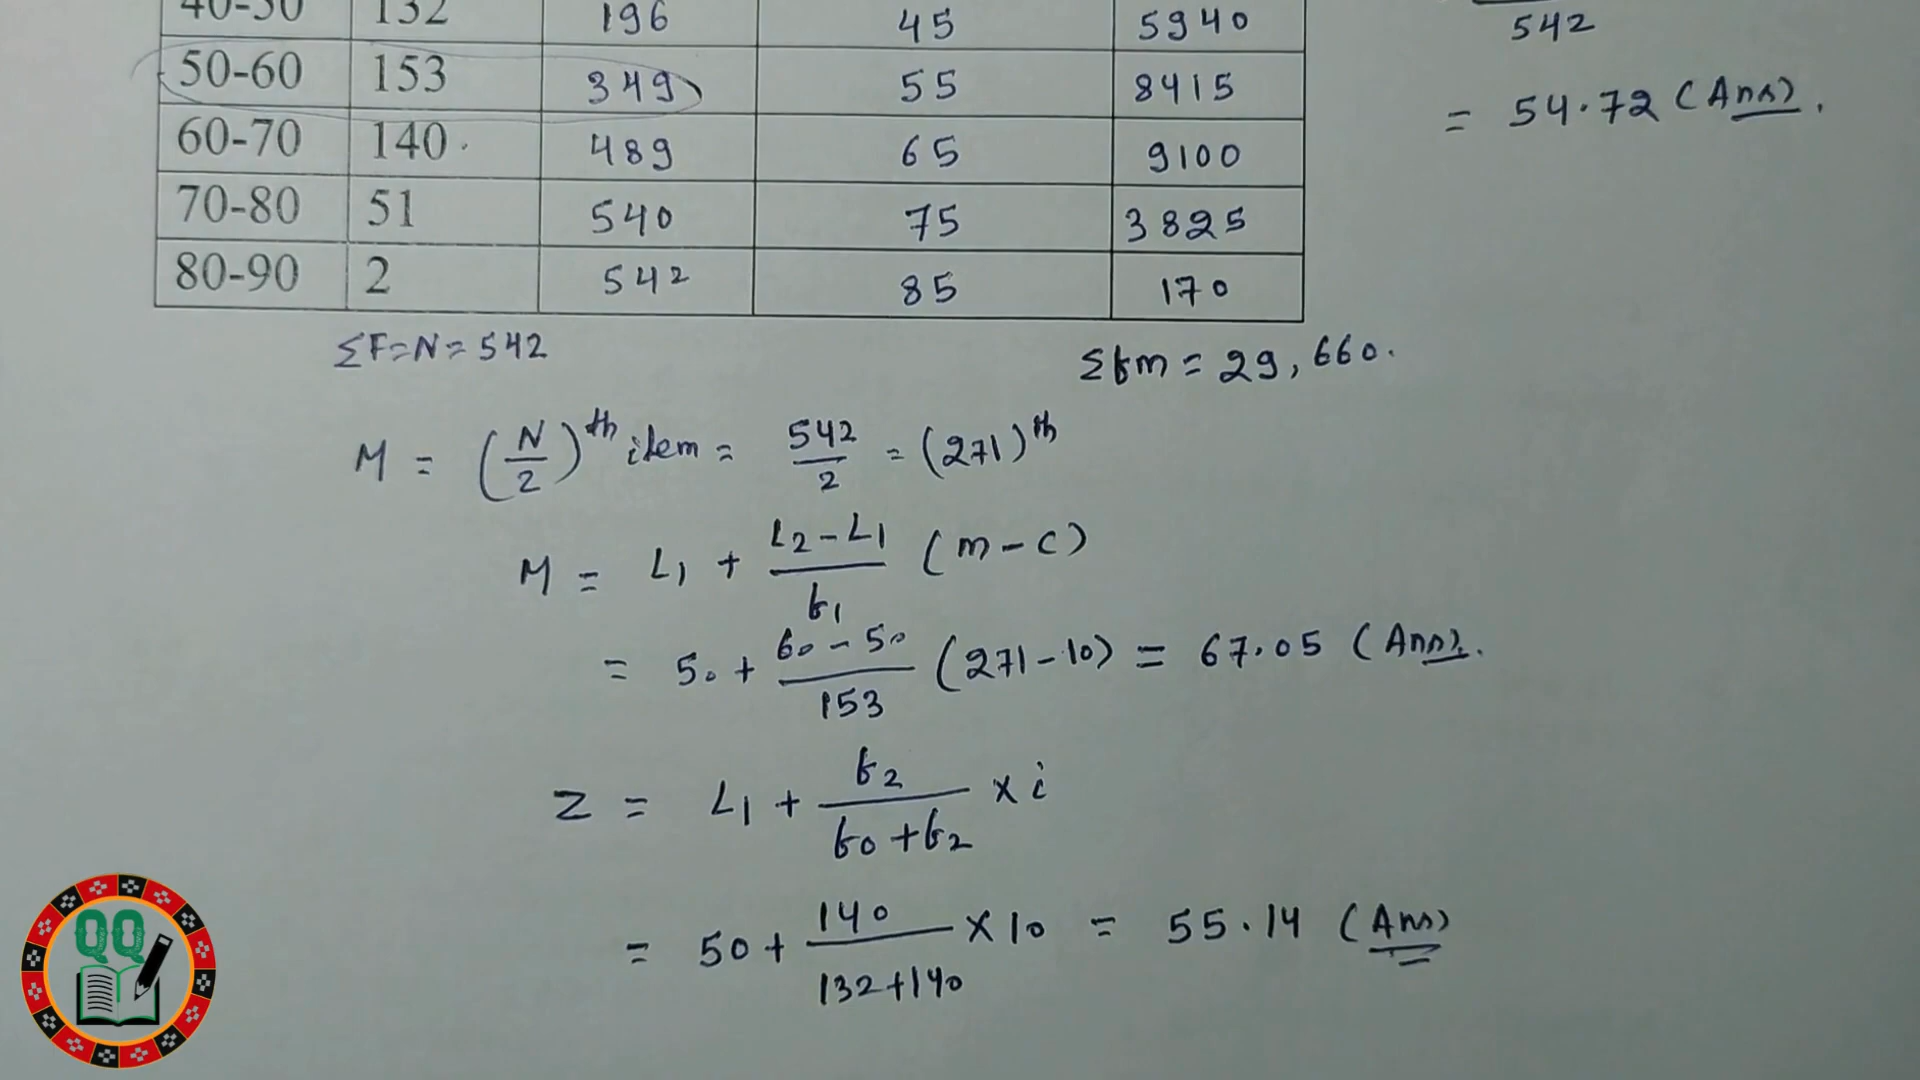 40-50 132 196 45 5940
542
50-60 153 349 55 8415
= 54.72 (Ans).
60-70 140 489 65 9100
70-80 51 540 75 3825
80-90 2 542 85 170
ΣF=N=542
Σfm = 29,660.
M = (N/2)th item = 542/2 = (271)th
M = L1 + L2-L1/f1 (m-c)
= 50 + 60-50/153 (271-10) = 67.05 (Ans).
Z = L1 + f2/f0+f2 x i
= 50 + 140/132+140 x 10 = 55.14 (Ans)
QQ